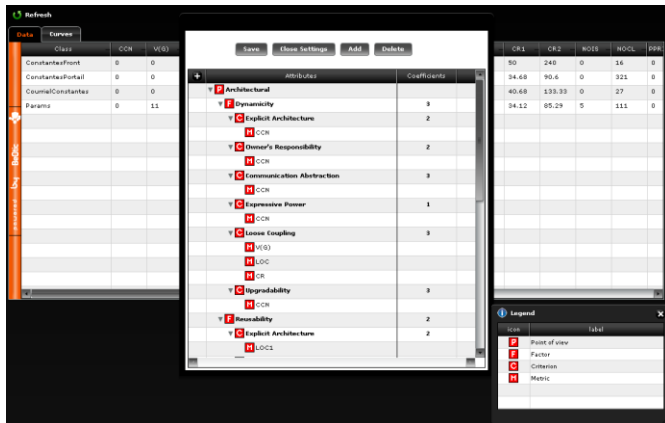 Refresh
Data Curves
Class CCN V(G)
ConstantesFront 0 0
ConstantesPortail 0 0
CourrielConstantes 0 0
Params 0 11
powered by BeOtic
Save Close Settings Add Delete
+ Attributes Coefficients
P Architectural
F Dynamicity 3
C Explicit Architecture 2
M CCN
C Owner's Responsibility 2
M CCN
C Communication Abstraction 3
M CCN
C Expressive Power 1
M CCN
C Loose Coupling 3
M V(G)
M LOC
M CR
C Upgradability 3
M CCN
F Reusability 2
C Explicit Architecture 2
M LOC1
CR1 CR2 NOIS NOCL PPR
50 240 0 16 0
34.68 90.6 0 321 0
40.68 133.33 0 27 0
34.12 85.29 5 111 0
Legend
icon label
P Point of view
F Factor
C Criterion
M Metric